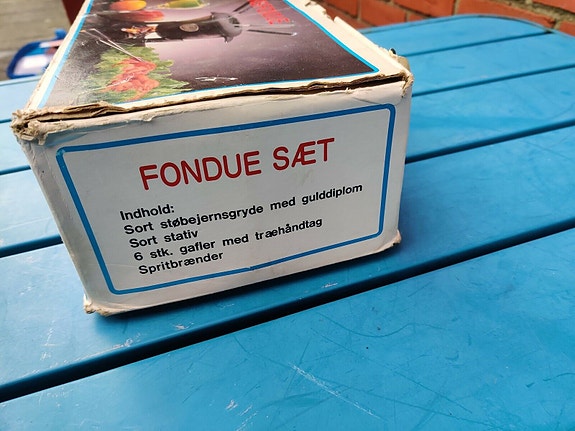 FONDUE SÆT
Indhold:
Sort støbejernsgryde med gulddiplom
Sort stativ
6 stk. gafler med træhåndtag
Spritbrænder